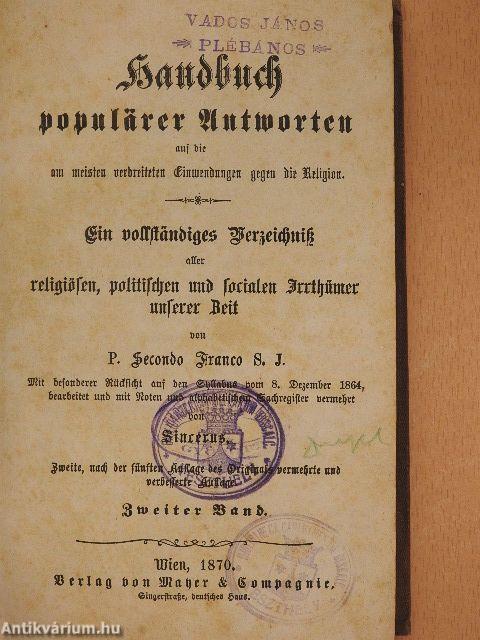 VADOS JÁNOS
PLÉBÁNOS
Handbuch
populärer Antworten
auf die
am meisten verbreiteten Einwendungen gegen die Religion.
Ein vollständiges Verzeichniß
aller
religiösen, politischen und socialen Irrthümer
unserer Zeit
von
P. Secondo Franco S. J.
Mit besonderer Rücksicht auf den Syllabus vom 8. Dezember 1864,
bearbeitet und mit Noten und alphabetischem Sachregister vermehrt
von
Sincerus.
Zweite, nach der fünften Auflage des Originals vermehrte und
verbesserte Auflage.
Zweiter Band.
Wien, 1870.
Verlag von Mayer & Compagnie.
Singerstraße, deutsches Haus.
Antikvárium.hu